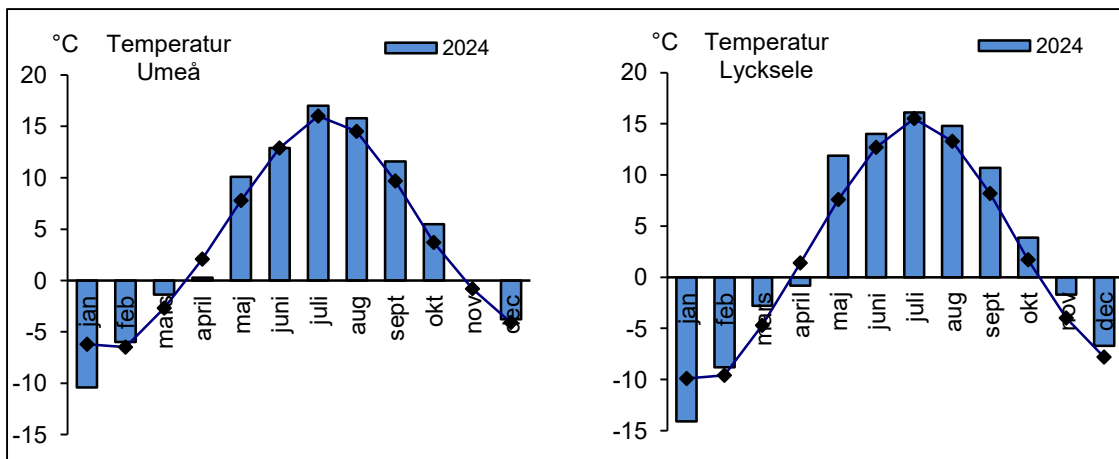 °C Temperatur
Umeå
2024
20
15
10
5
0
-5
-10
-15
jan
feb
mars
april
maj
juni
juli
aug
sept
okt
nov
dec
°C Temperatur
Lycksele
2024
20
15
10
5
0
-5
-10
-15
jan
feb
mars
april
maj
juni
juli
aug
sept
okt
nov
dec